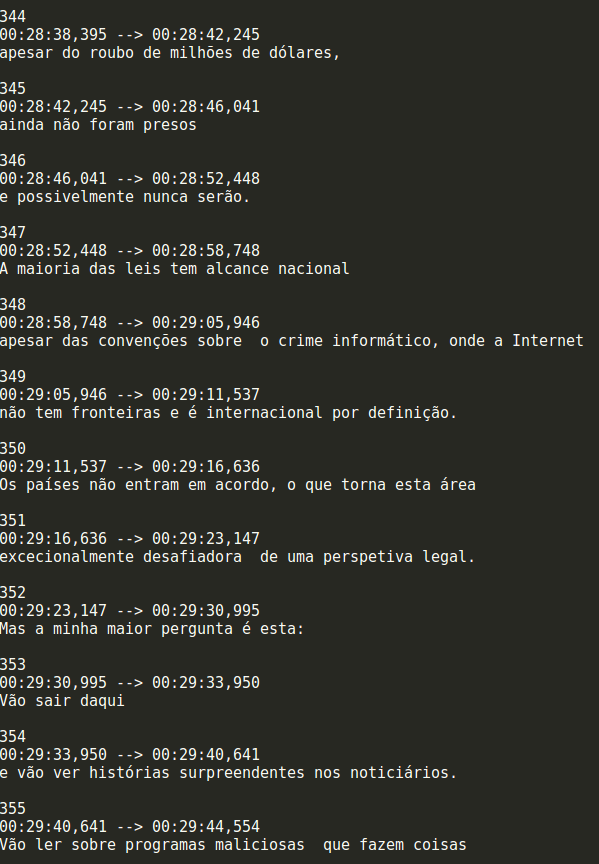 344
00:28:38,395 --> 00:28:42,245
apesar do roubo de milhões de dólares,
345
00:28:42,245 --> 00:28:46,041
ainda não foram presos
346
00:28:46,041 --> 00:28:52,448
e possivelmente nunca serão.
347
00:28:52,448 --> 00:28:58,748
A maioria das leis tem alcance nacional
348
00:28:58,748 --> 00:29:05,946
apesar das convenções sobre  o crime informático, onde a Internet
349
00:29:05,946 --> 00:29:11,537
não tem fronteiras e é internacional por definição.
350
00:29:11,537 --> 00:29:16,636
Os países não entram em acordo, o que torna esta área
351
00:29:16,636 --> 00:29:23,147
excecionalmente desafiadora  de uma perspetiva legal.
352
00:29:23,147 --> 00:29:30,995
Mas a minha maior pergunta é esta:
353
00:29:30,995 --> 00:29:33,950
Vão sair daqui
354
00:29:33,950 --> 00:29:40,641
e vão ver histórias surpreendentes nos noticiários.
355
00:29:40,641 --> 00:29:44,554
Vão ler sobre programas maliciosas  que fazem coisas